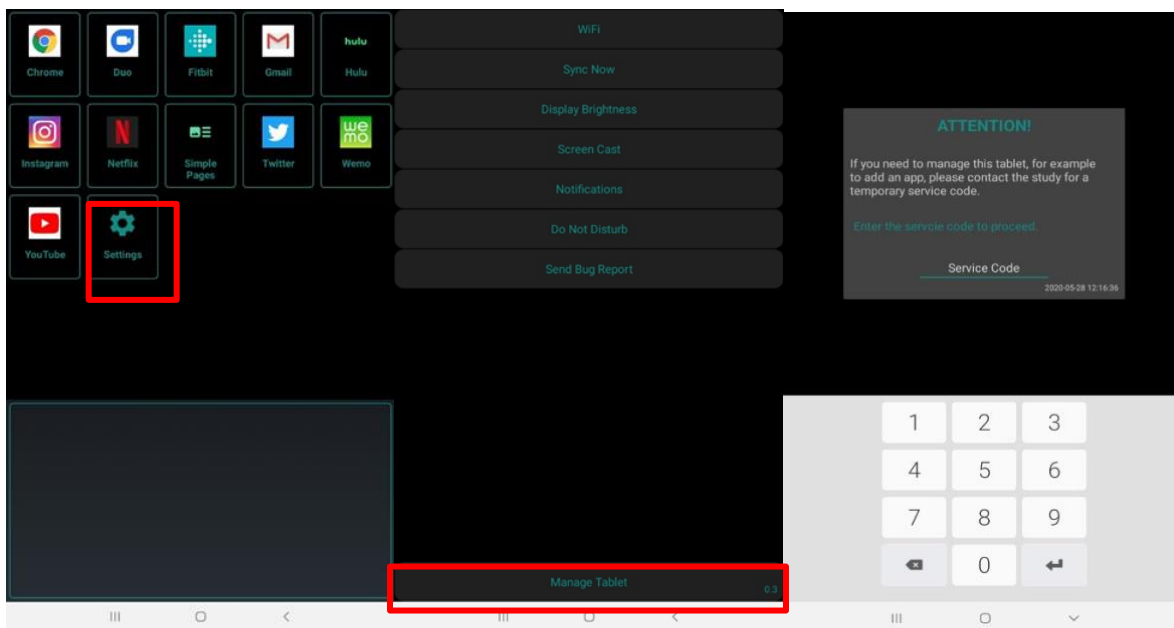 hulu
Chrome
Duo
Fitbit
Gmail
Hulu
wemo
Instagram
Netflix
Simple
Pages
Twitter
Wemo
YouTube
Settings
WiFi
Sync Now
Display Brightness
Screen Cast
Notifications
Do Not Disturb
Send Bug Report
Manage Tablet
0.3
ATTENTION!
If you need to manage this tablet, for example
to add an app, please contact the study for a
temporary service code.
Enter the servcie code to proceed.
Service Code
2020-05-28 12:16:36
1 2 3
4 5 6
7 8 9
0